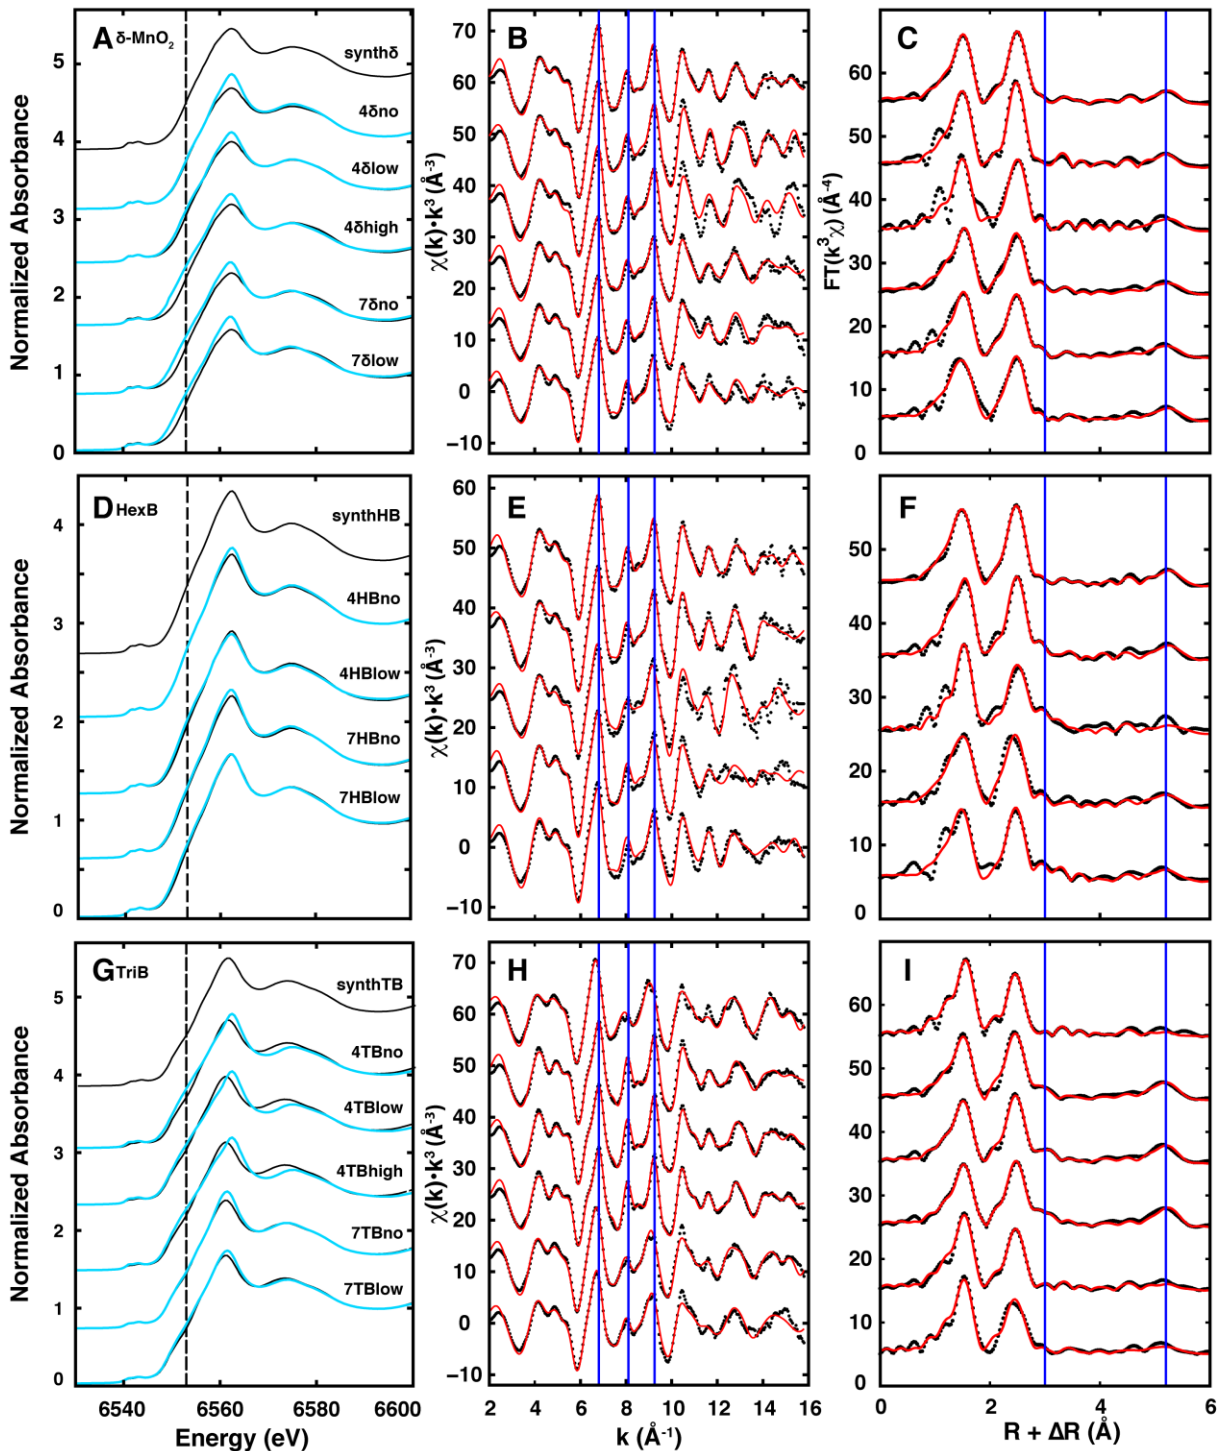 A δ-MnO₂
synthδ
4δno
4δlow
4δhigh
7δno
7δlow
Normalized Absorbance
5
4
3
2
1
0
B
χ(k)•k³ (Å⁻³)
70
60
50
40
30
20
10
0
−10
C
FT(k³χ) (Å⁻⁴)
60
50
40
30
20
10
0
D HexB
synthHB
4HBno
4HBlow
7HBno
7HBlow
Normalized Absorbance
4
3
2
1
0
E
χ(k)•k³ (Å⁻³)
60
50
40
30
20
10
0
−10
F
50
40
30
20
10
0
G TriB
synthTB
4TBno
4TBlow
4TBhigh
7TBno
7TBlow
Normalized Absorbance
5
4
3
2
1
0
6540 6560 6580 6600
Energy (eV)
H
χ(k)•k³ (Å⁻³)
70
60
50
40
30
20
10
0
−10
2 4 6 8 10 12 14 16
k (Å⁻¹)
I
60
50
40
30
20
10
0
0 2 4 6
R + ΔR (Å)